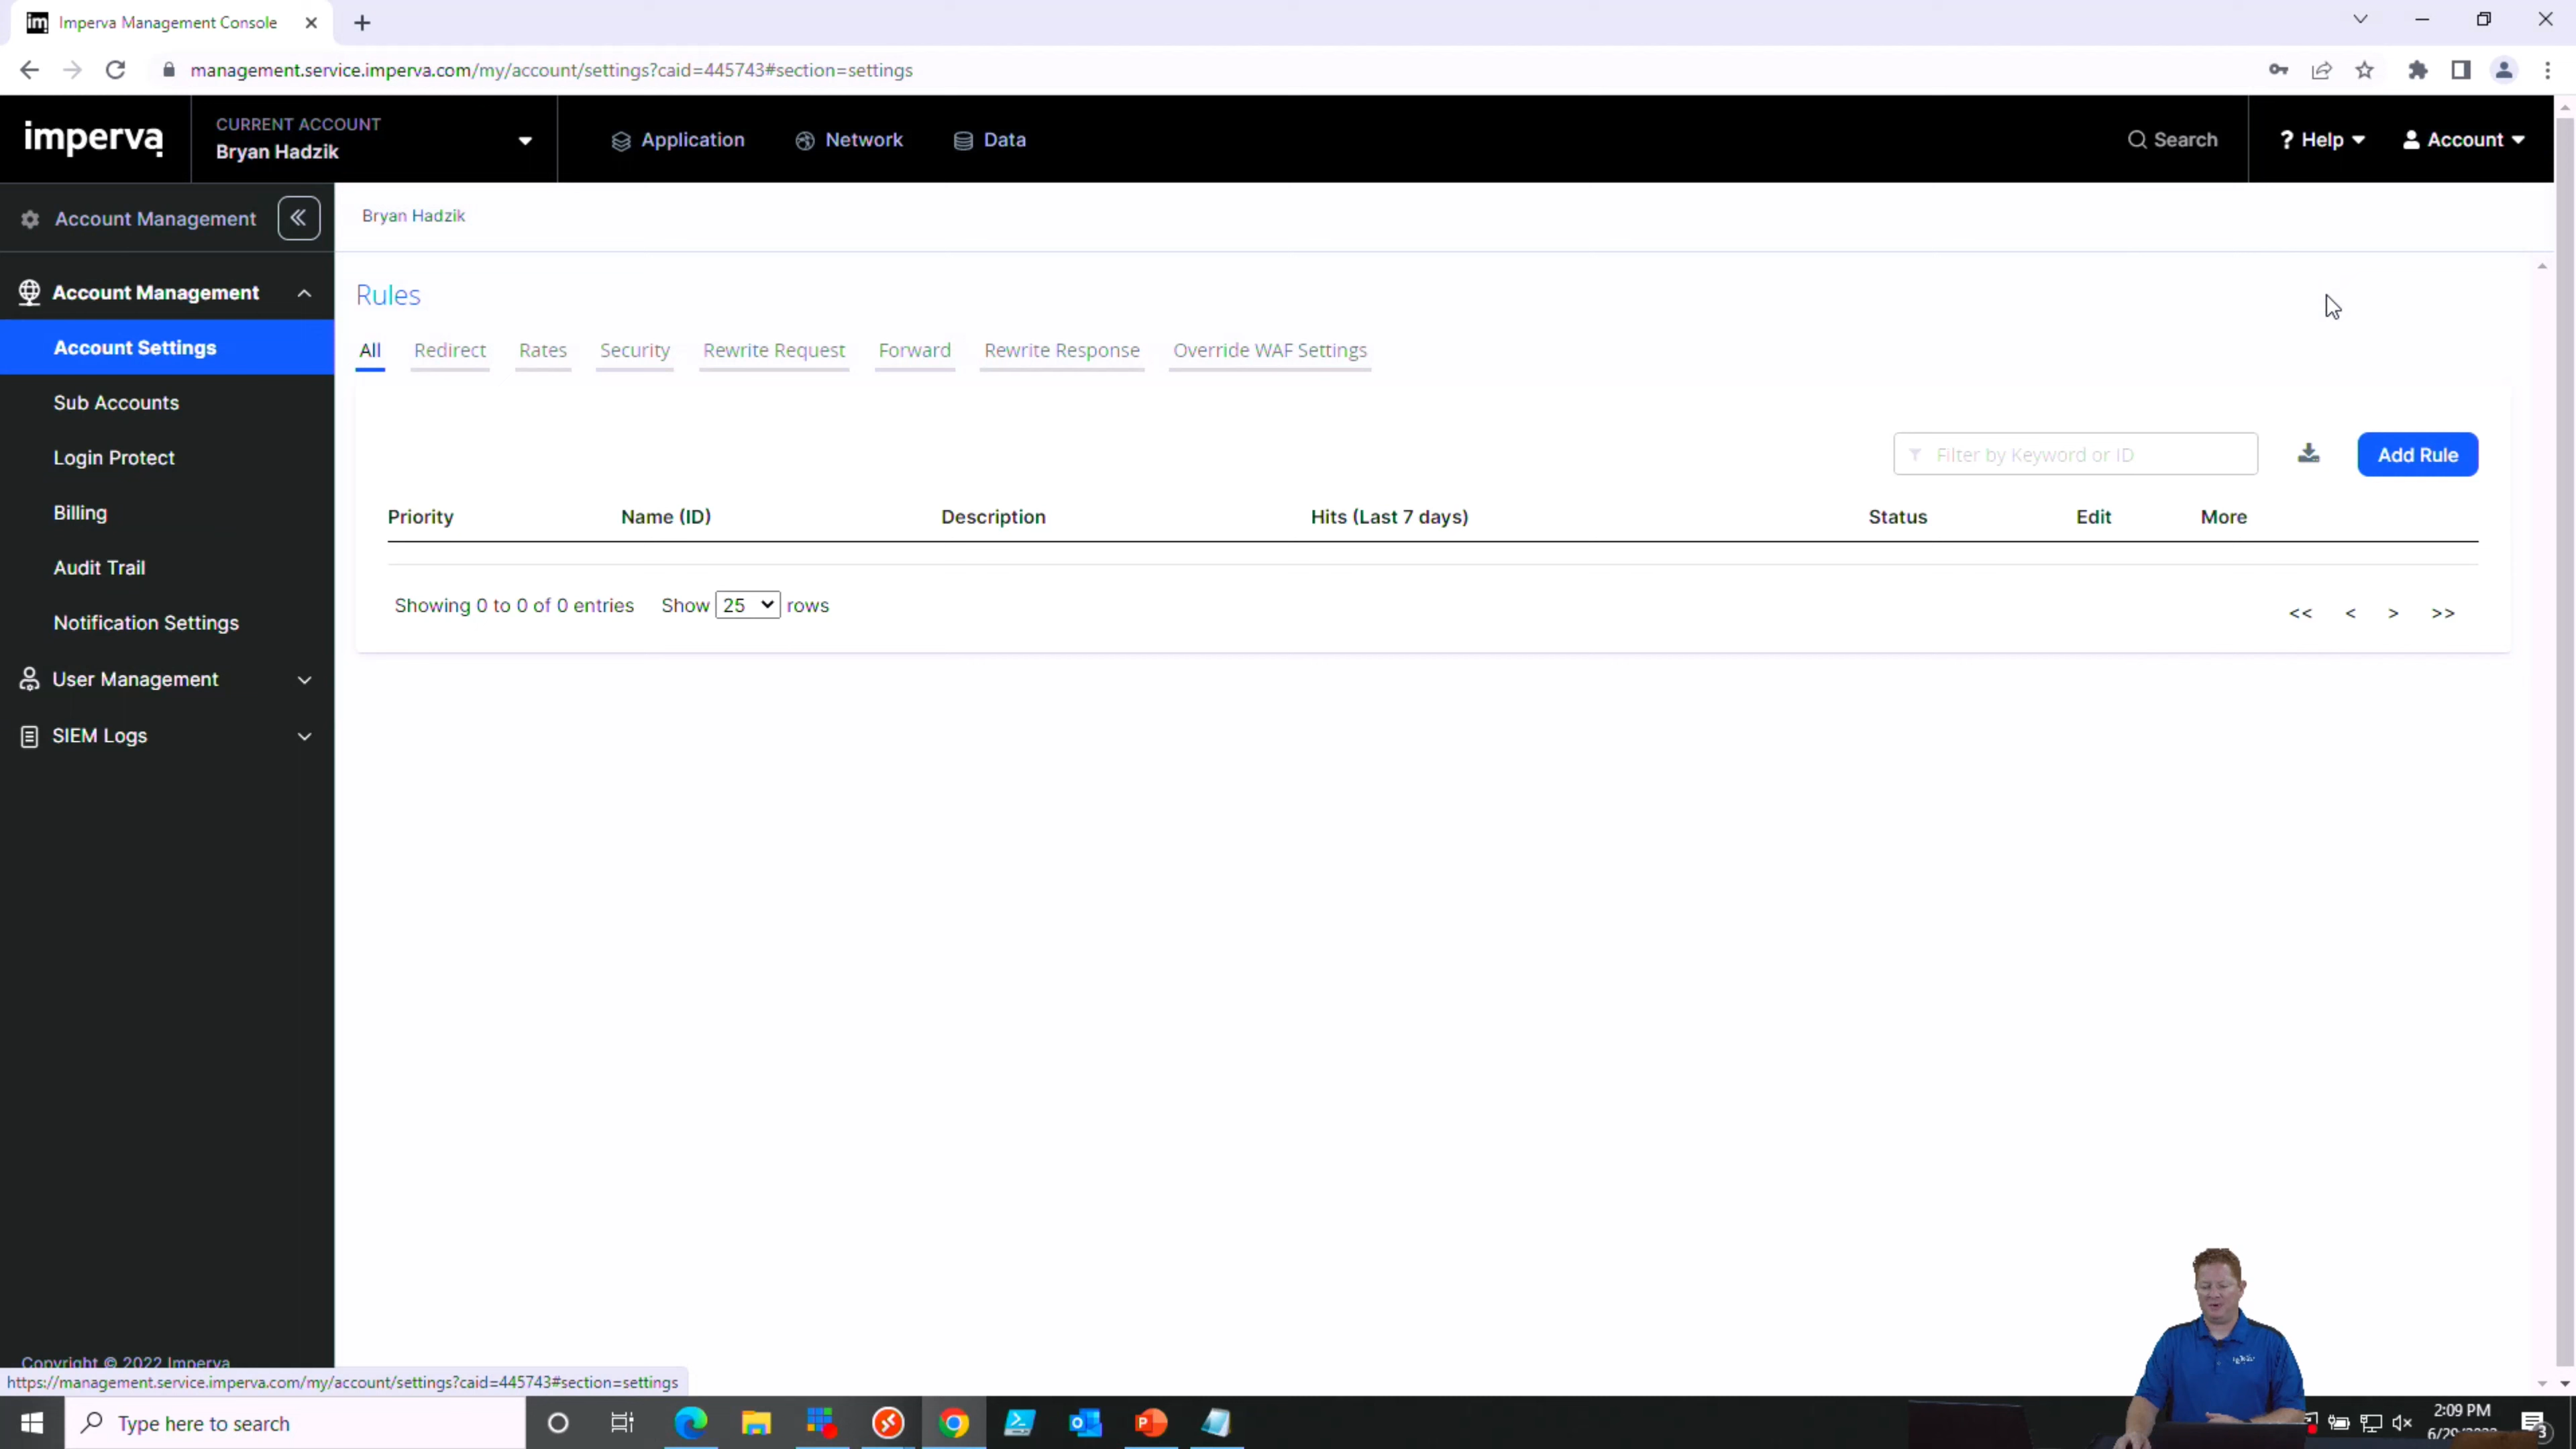 Imperva Management Console
management.service.imperva.com/my/account/settings?caid=445743#section=settings
imperva
CURRENT ACCOUNT
Bryan Hadzik
Application
Network
Data
Search
? Help
Account
Account Management
Bryan Hadzik
Account Management
Account Settings
Sub Accounts
Login Protect
Billing
Audit Trail
Notification Settings
User Management
SIEM Logs
Rules
All Redirect Rates Security Rewrite Request Forward Rewrite Response Override WAF Settings
Filter by Keyword or ID
Add Rule
Priority Name (ID) Description Hits (Last 7 days) Status Edit More
Showing 0 to 0 of 0 entries Show 25 rows
<< < > >>
Copyright © 2022 Imperva
https://management.service.imperva.com/my/account/settings?caid=445743#section=settings
Type here to search
2:09 PM
3